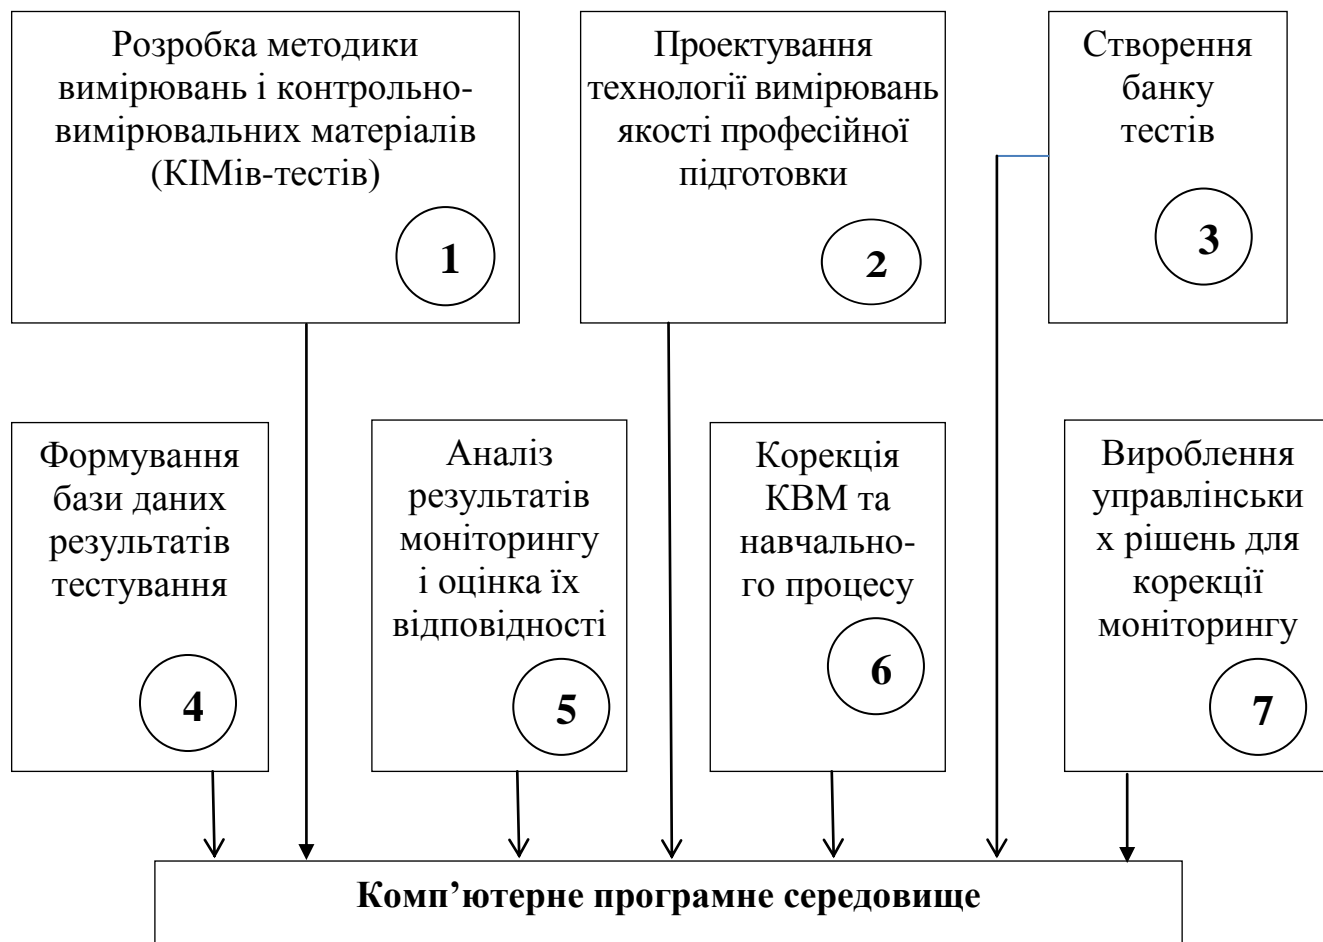 Розробка методики
вимірювань і контрольно-
вимірювальних матеріалів
(КІМів-тестів)
1
Проектування
технології вимірювань
якості професійної
підготовки
2
Створення
банку
тестів
3
Формування
бази даних
результатів
тестування
4
Аналіз
результатів
моніторингу
і оцінка їх
відповідності
5
Корекція
КВМ та
навчально-
го процесу
6
Вироблення
управлінськи
х рішень для
корекції
моніторингу
7
Комп’ютерне програмне середовище